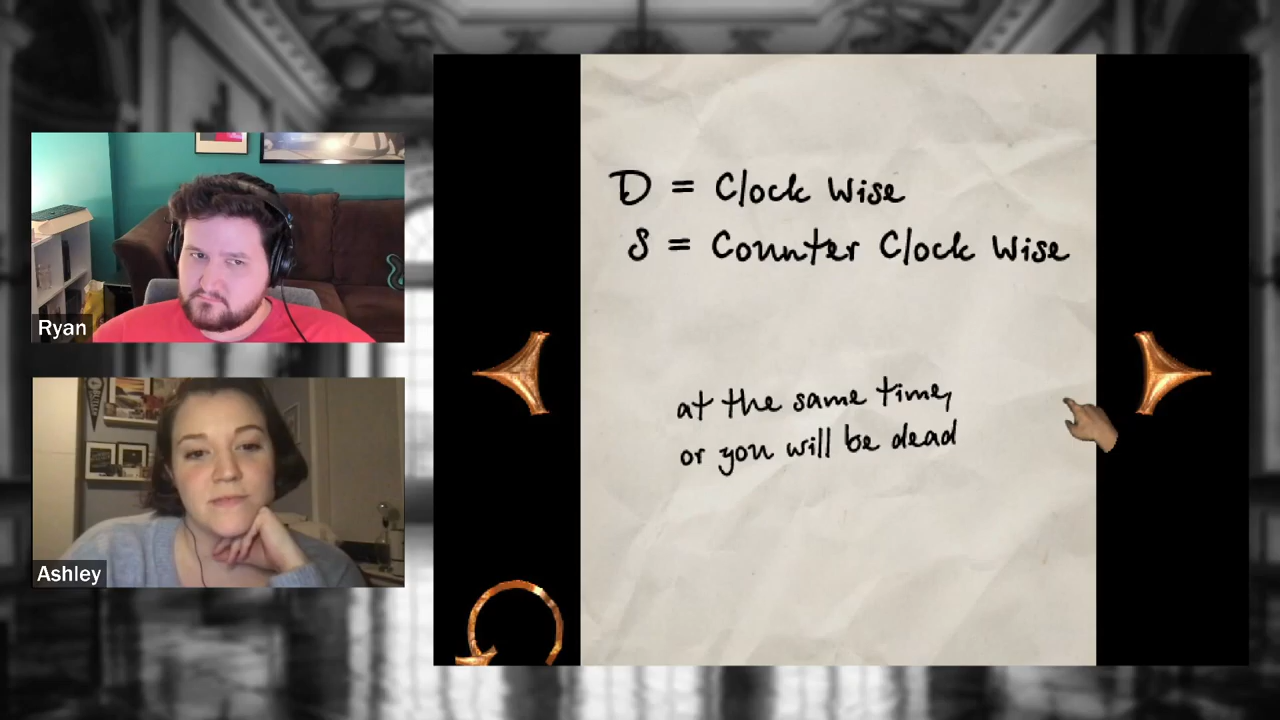 Ryan
Ashley
D = Clock Wise
S = Counter Clock Wise
at the same time,
or you will be dead